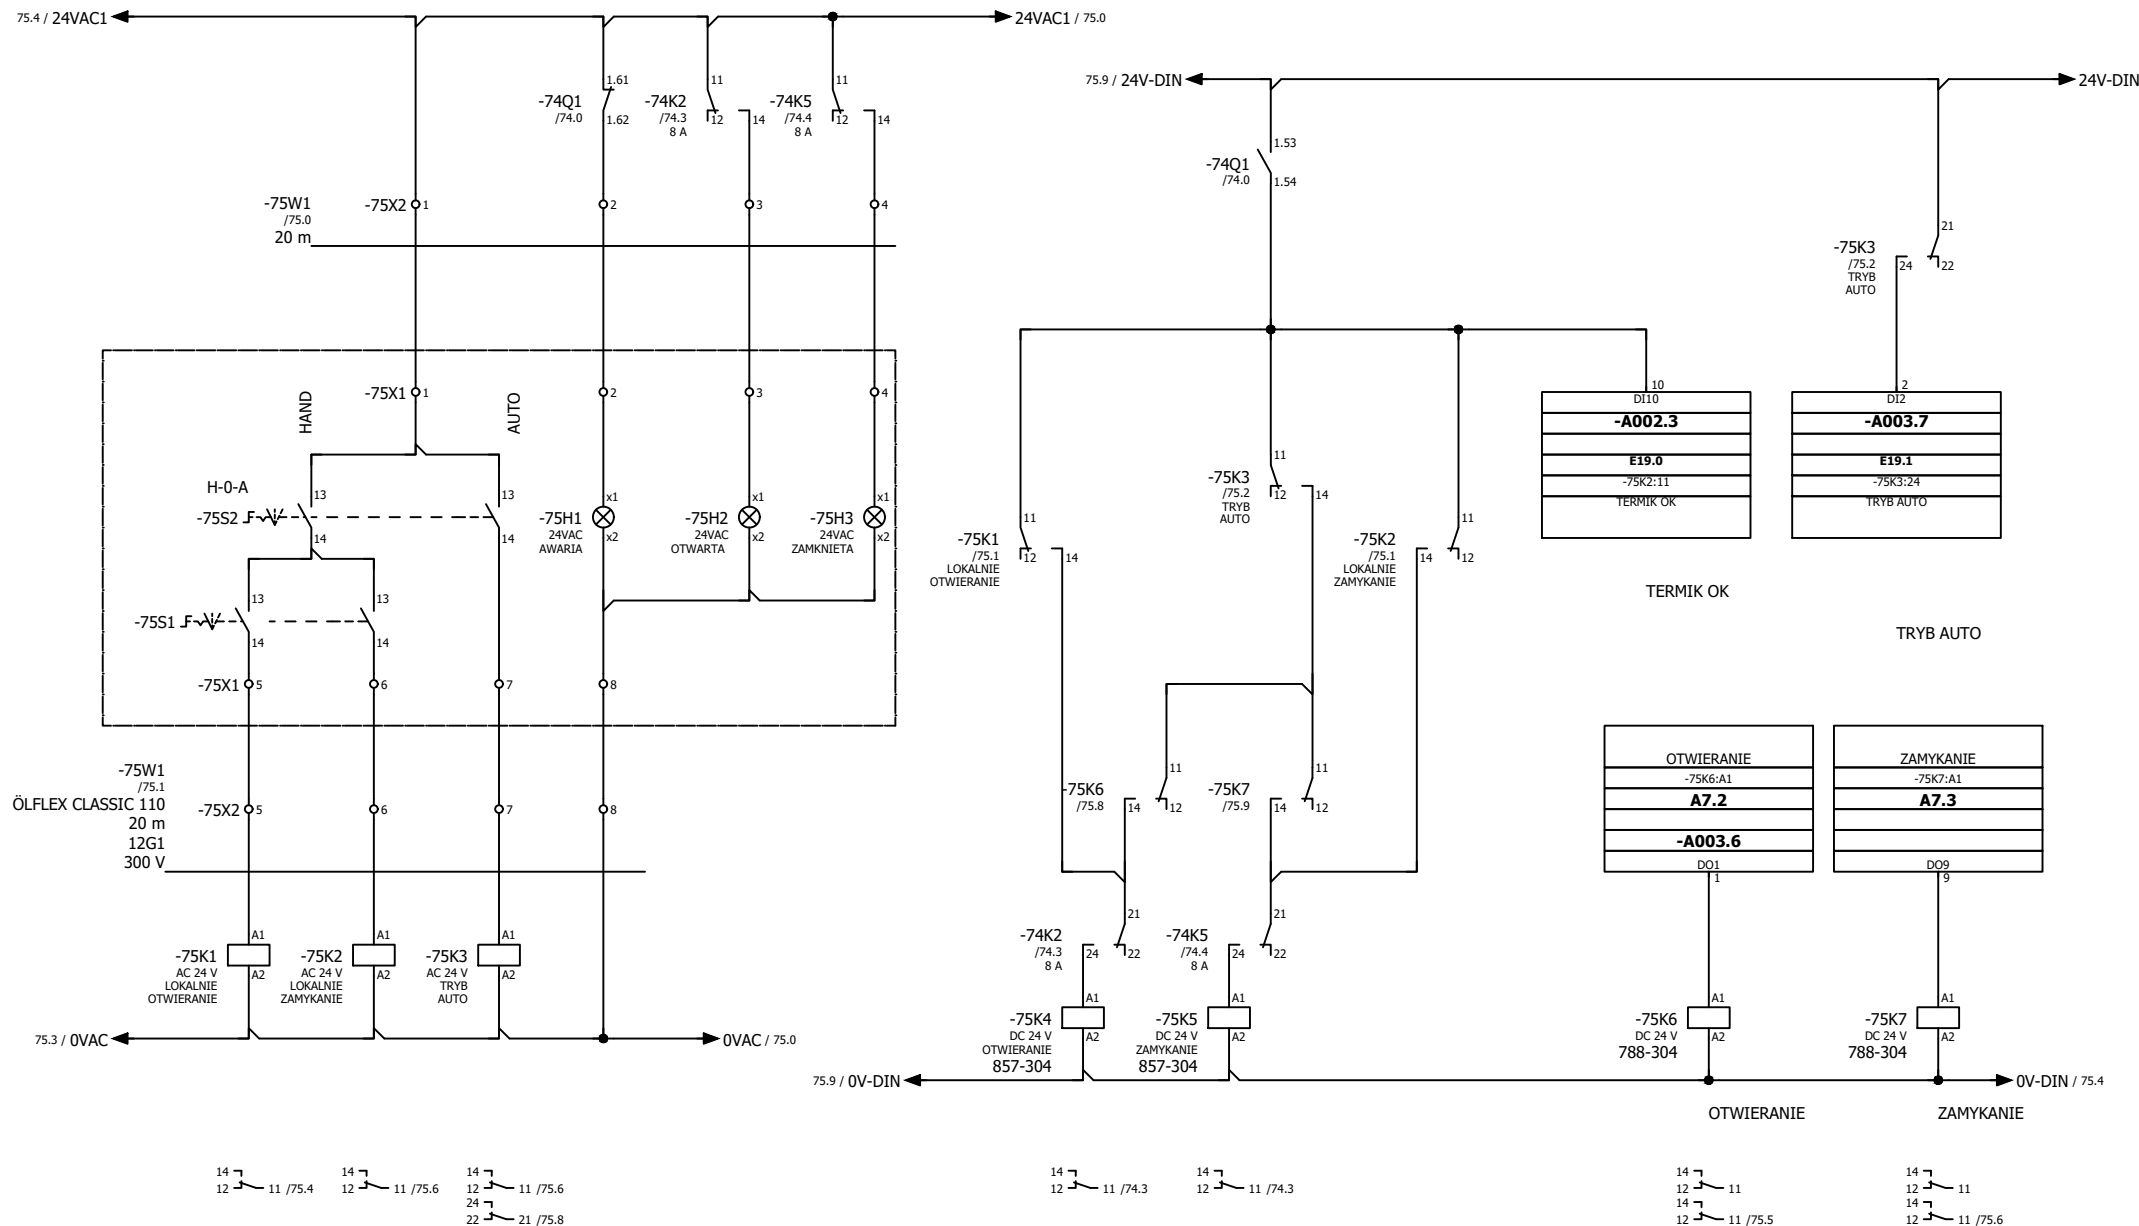 75.4 / 24VAC1
24VAC1 / 75.0
75.9 / 24V-DIN
24V-DIN
-74Q1
/74.0
1.61
1.62
-74K2
/74.3
8 A
11
12
14
-74K5
/74.4
8 A
11
12
14
-74Q1
/74.0
1.53
1.54
-75W1
/75.0
20 m
-75X2
1
2
3
4
-75K3
/75.2
TRYB
AUTO
21
24
22
-75X1
1
2
3
4
HAND
AUTO
H-0-A
-75S2
13
14
13
14
-75H1
24VAC
AWARIA
x1
x2
-75H2
24VAC
OTWARTA
x1
x2
-75H3
24VAC
ZAMKNIETA
x1
x2
-75S1
13
14
13
14
-75X1
5
6
7
8
-75K1
/75.1
LOKALNIE
OTWIERANIE
11
12
14
-75K3
/75.2
TRYB
AUTO
11
12
14
-75K2
/75.1
LOKALNIE
ZAMYKANIE
11
14
12
10
DI10
-A002.3
E19.0
-75K2:11
TERMIK OK
2
DI2
-A003.7
E19.1
-75K3:24
TRYB AUTO
TERMIK OK
TRYB AUTO
-75W1
/75.1
ÖLFLEX CLASSIC 110
20 m
12G1
300 V
-75X2
5
6
7
8
-75K6
/75.8
11
14
12
-75K7
/75.9
11
14
12
OTWIERANIE
-75K6:A1
A7.2
-A003.6
DO1
1
ZAMYKANIE
-75K7:A1
A7.3
DO9
9
-75K1
AC 24 V
LOKALNIE
OTWIERANIE
A1
A2
-75K2
AC 24 V
LOKALNIE
ZAMYKANIE
A1
A2
-75K3
AC 24 V
TRYB
AUTO
A1
A2
-74K2
/74.3
8 A
21
24
22
-74K5
/74.4
8 A
21
24
22
-75K4
DC 24 V
OTWIERANIE
857-304
A1
A2
-75K5
DC 24 V
ZAMYKANIE
857-304
A1
A2
-75K6
DC 24 V
788-304
A1
A2
-75K7
DC 24 V
788-304
A1
A2
75.3 / 0VAC
0VAC / 75.0
75.9 / 0V-DIN
0V-DIN / 75.4
OTWIERANIE
ZAMYKANIE
14
12 11 /75.4
14
12 11 /75.6
14
12 11 /75.6
24
22 21 /75.8
14
12 11 /74.3
14
12 11 /74.3
14
12 11
14
12 11 /75.5
14
12 11
14
12 11 /75.6